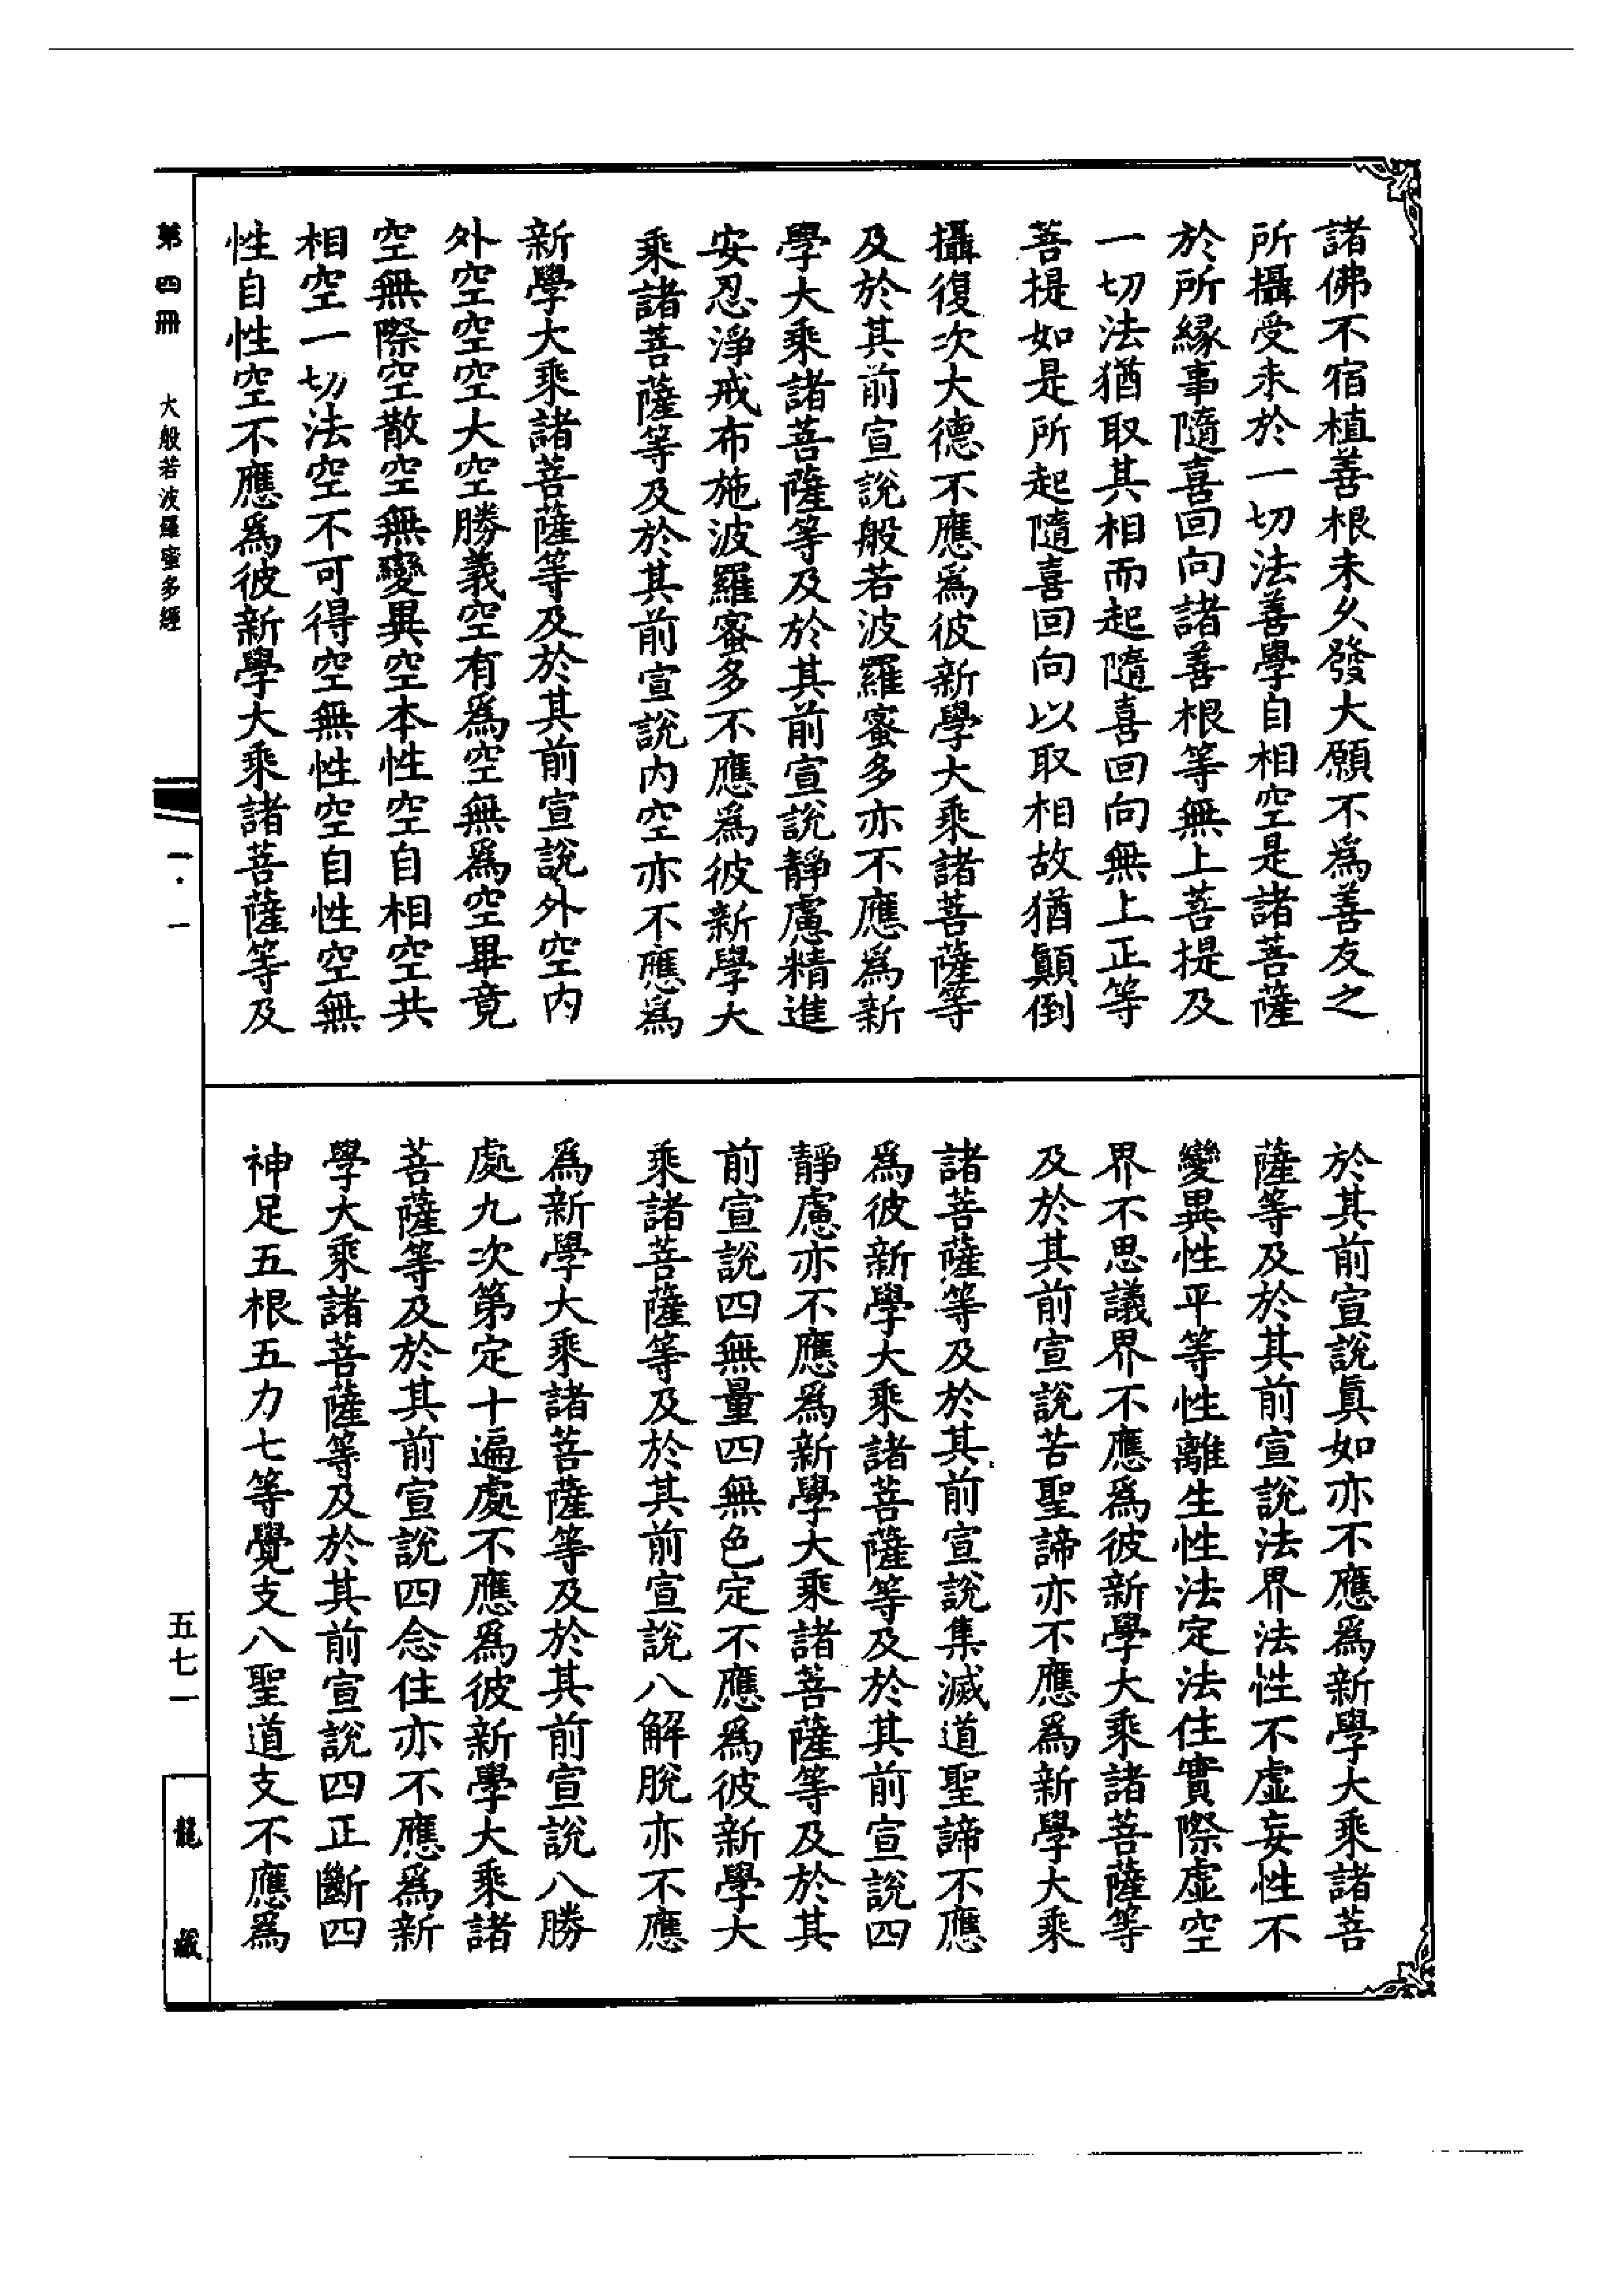 諸佛不宿植善根未久發大願不為善友之
所攝受未於一切法善學自相空是諸菩薩
於所緣事隨喜回向諸善根等無上菩提及
一切法猶取其相而起隨喜回向無上正等
菩提如是所起隨喜回向以取相故猶顚倒
攝復次大德不應為彼新學大乘諸菩薩等
及於其前宣說般若波羅蜜多亦不應為新
學大乘諸菩薩等及於其前宣說靜慮精進
安忍淨戒布施波羅蜜多不應為彼新學大
乘諸菩薩等及於其前宣說內空亦不應為
新學大乘諸菩薩等及於其前宣說外空內
外空空空大空勝義空有為空無為空畢竟
空無際空散空無變異空本性空自相空共
相空一切法空不可得空無性空自性空無
性自性空不應為彼新學大乘諸菩薩等及
於其前宣說眞如亦不應為新學大乘諸菩
薩等及於其前宣說法界法性不虛妄性不
變異性平等性離生性法定法住實際虛空
界不思議界不應為彼新學大乘諸菩薩等
及於其前宣說苦聖諦亦不應為新學大乘
諸菩薩等及於其前宣說集滅道聖諦不應
為彼新學大乘諸菩薩等及於其前宣說四
靜慮亦不應為新學大乘諸菩薩等及於其
前宣說四無量四無色定不應為彼新學大
乘諸菩薩等及於其前宣說八解脫亦不應
為新學大乘諸菩薩等及於其前宣說八勝
處九次第定十遍處不應為彼新學大乘諸
菩薩等及於其前宣說四念住亦不應為新
學大乘諸菩薩等及於其前宣說四正斷四
神足五根五力七等覺支八聖道支不應為
第四冊 大般若波羅蜜多經 一·一 五七一 龍藏